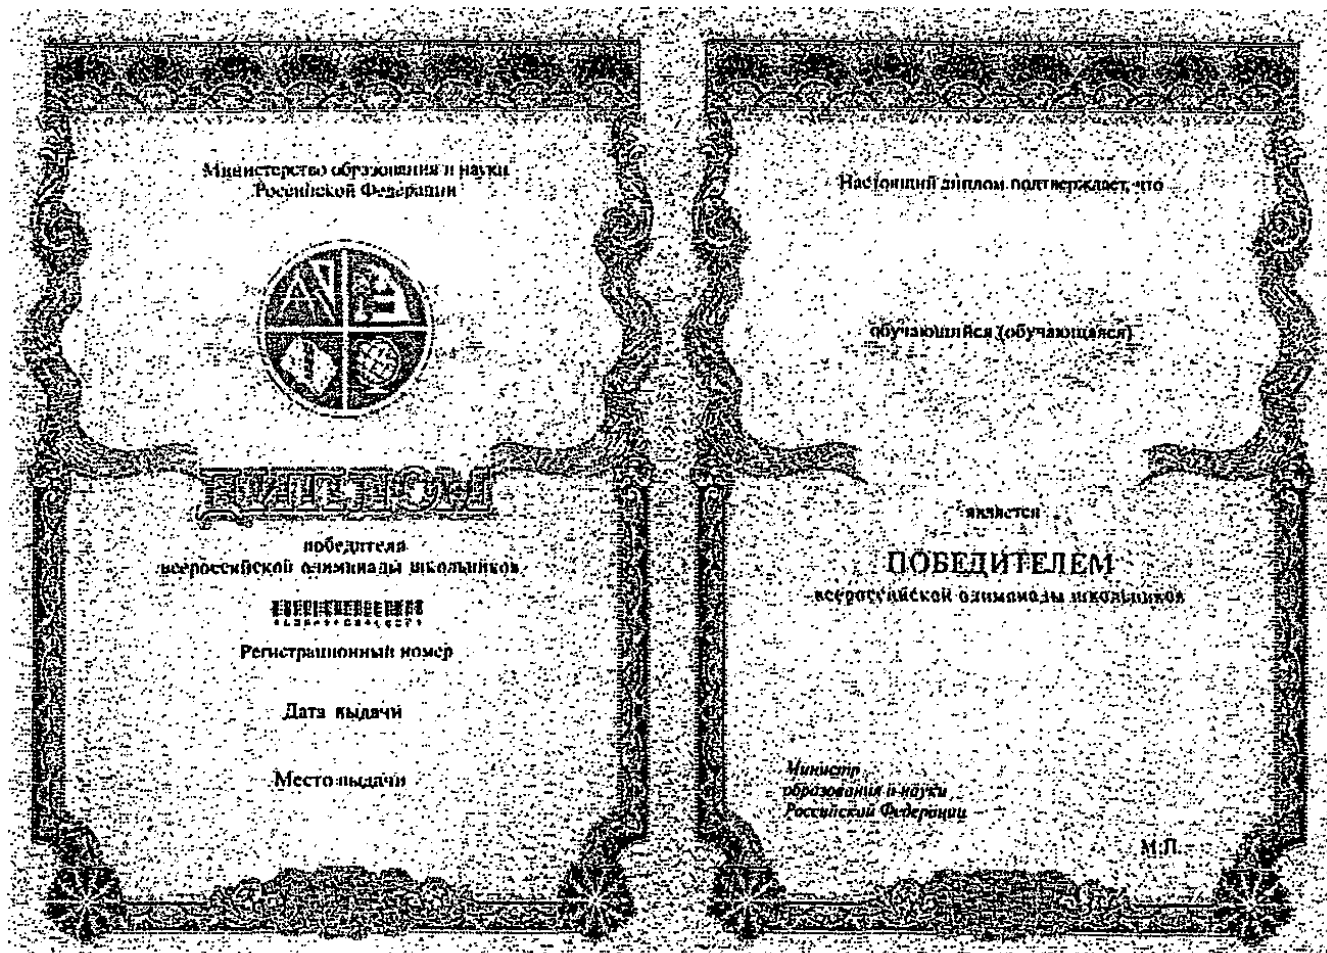 Министерство образования и науки
Российской Федерации
ДИПЛОМ
победителя
всероссийской олимпиады школьников
Регистрационный номер
Дата выдачи
Место выдачи
Настоящий диплом подтверждает, что
обучающийся (обучающаяся)
является
ПОБЕДИТЕЛЕМ
всероссийской олимпиады школьников
Министр
образования и науки
Российской Федерации
М.П.